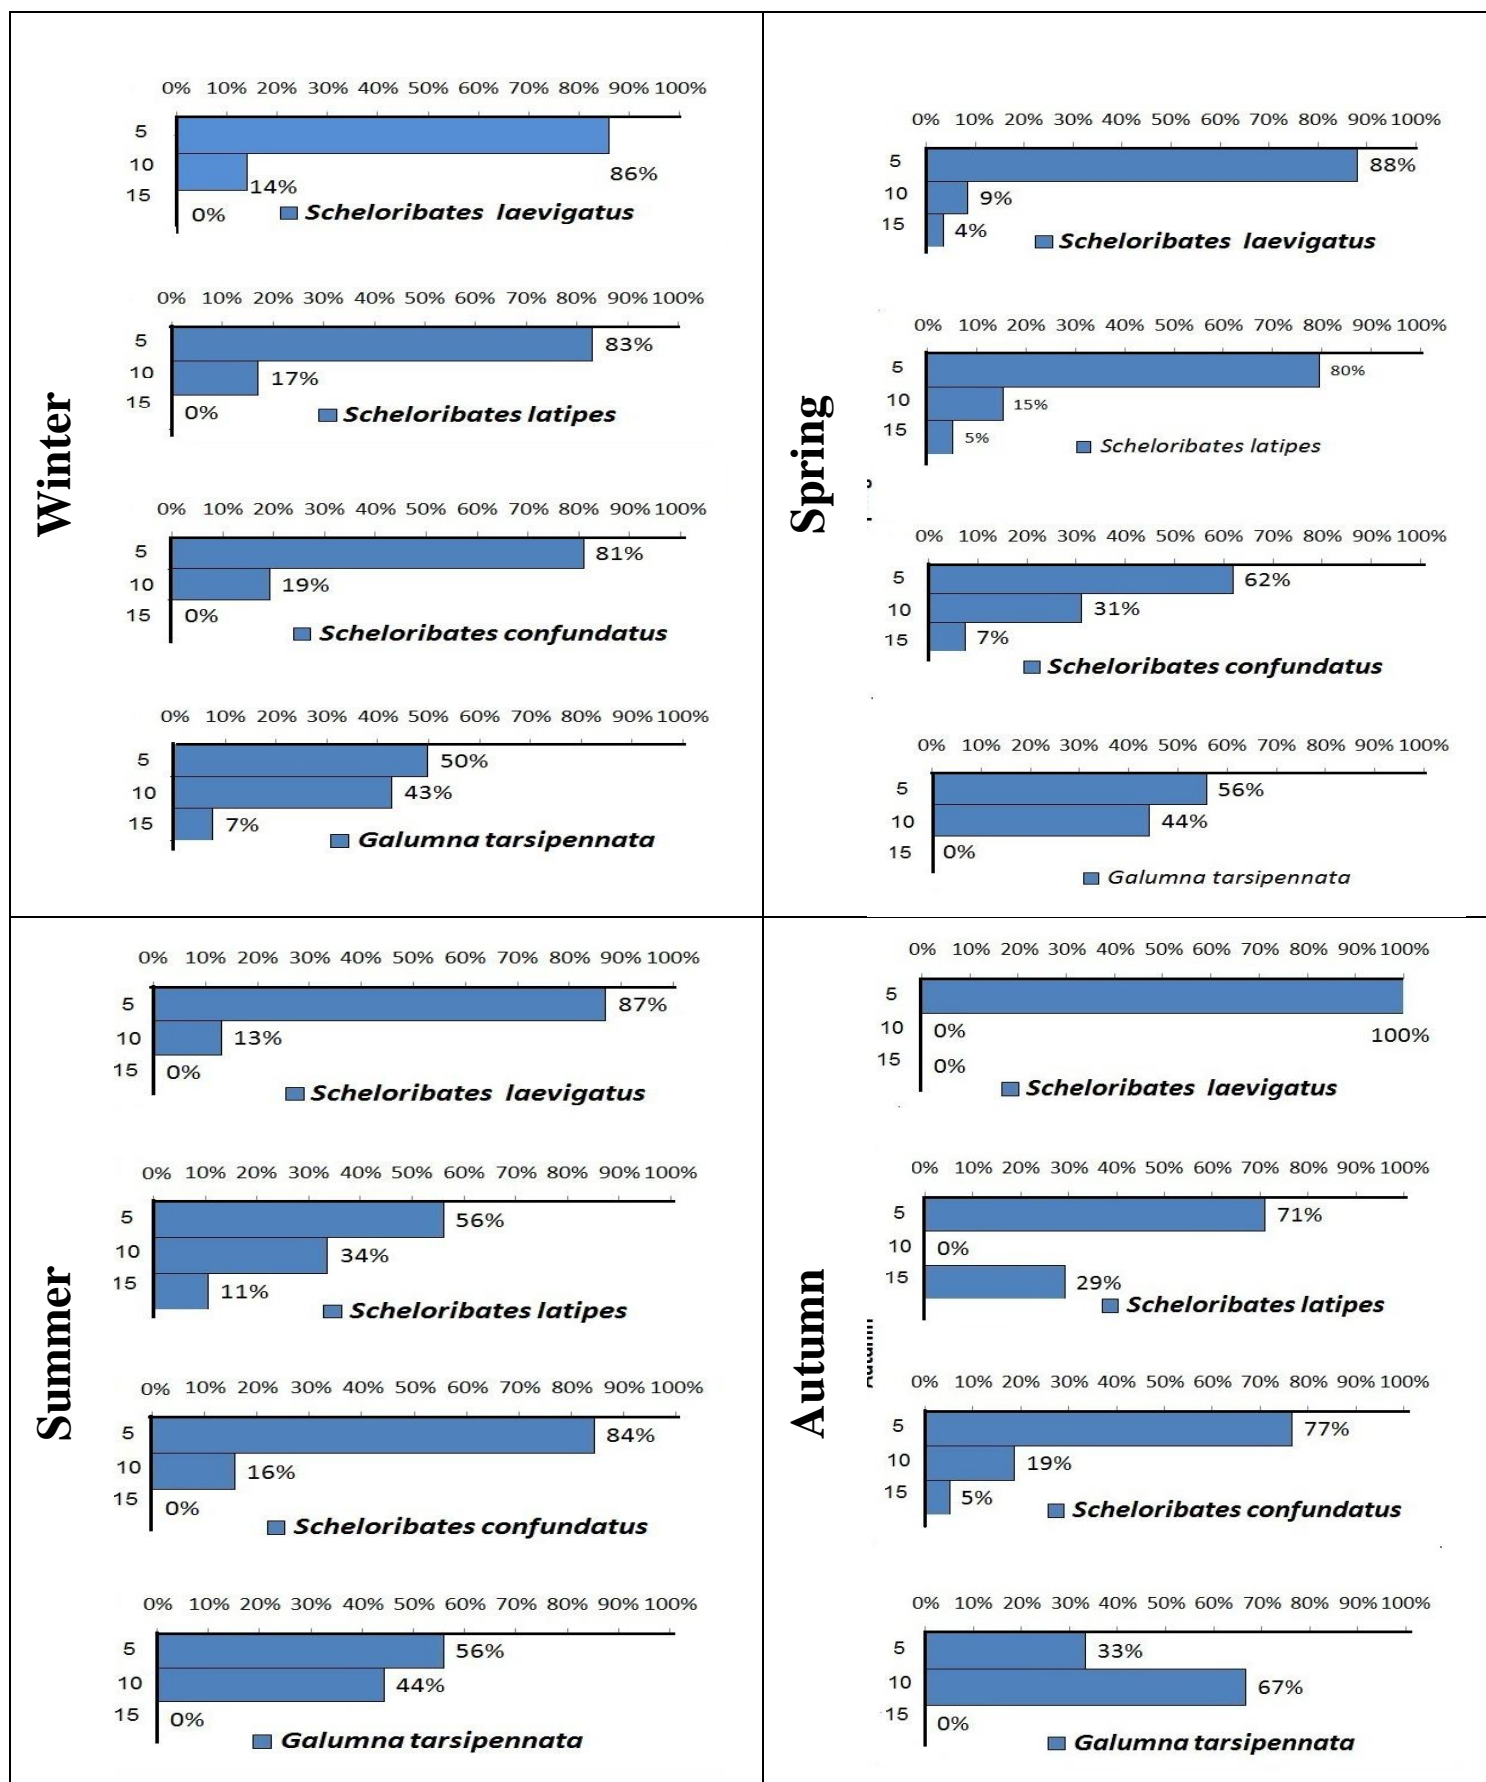 Winter
0% 10% 20% 30% 40% 50% 60% 70% 80% 90% 100%
5
10 86%
15 14%
0% Scheloribates laevigatus
0% 10% 20% 30% 40% 50% 60% 70% 80% 90% 100%
5 83%
10 17%
15 0% Scheloribates latipes
0% 10% 20% 30% 40% 50% 60% 70% 80% 90% 100%
5 81%
10 19%
15 0%
Scheloribates confundatus
0% 10% 20% 30% 40% 50% 60% 70% 80% 90% 100%
5 50%
10 43%
15 7%
Galumna tarsipennata
Spring
0% 10% 20% 30% 40% 50% 60% 70% 80% 90% 100%
5 88%
10 9%
15 4%
Scheloribates laevigatus
0% 10% 20% 30% 40% 50% 60% 70% 80% 90% 100%
5 80%
10 15%
15 5%
Scheloribates latipes
0% 10% 20% 30% 40% 50% 60% 70% 80% 90% 100%
5 62%
10 31%
15 7%
Scheloribates confundatus
0% 10% 20% 30% 40% 50% 60% 70% 80% 90% 100%
5 56%
10 44%
15 0%
Galumna tarsipennata
Summer
0% 10% 20% 30% 40% 50% 60% 70% 80% 90% 100%
5 87%
10 13%
15 0%
Scheloribates laevigatus
0% 10% 20% 30% 40% 50% 60% 70% 80% 90% 100%
5 56%
10 34%
15 11%
Scheloribates latipes
0% 10% 20% 30% 40% 50% 60% 70% 80% 90% 100%
5 84%
10 16%
15 0%
Scheloribates confundatus
0% 10% 20% 30% 40% 50% 60% 70% 80% 90% 100%
5 56%
10 44%
15 0%
Galumna tarsipennata
Autumn
0% 10% 20% 30% 40% 50% 60% 70% 80% 90% 100%
5
10 0% 100%
15 0%
Scheloribates laevigatus
0% 10% 20% 30% 40% 50% 60% 70% 80% 90% 100%
5 71%
10 0%
15 29%
Scheloribates latipes
0% 10% 20% 30% 40% 50% 60% 70% 80% 90% 100%
5 77%
10 19%
15 5%
Scheloribates confundatus
0% 10% 20% 30% 40% 50% 60% 70% 80% 90% 100%
5 33%
10 67%
15 0%
Galumna tarsipennata